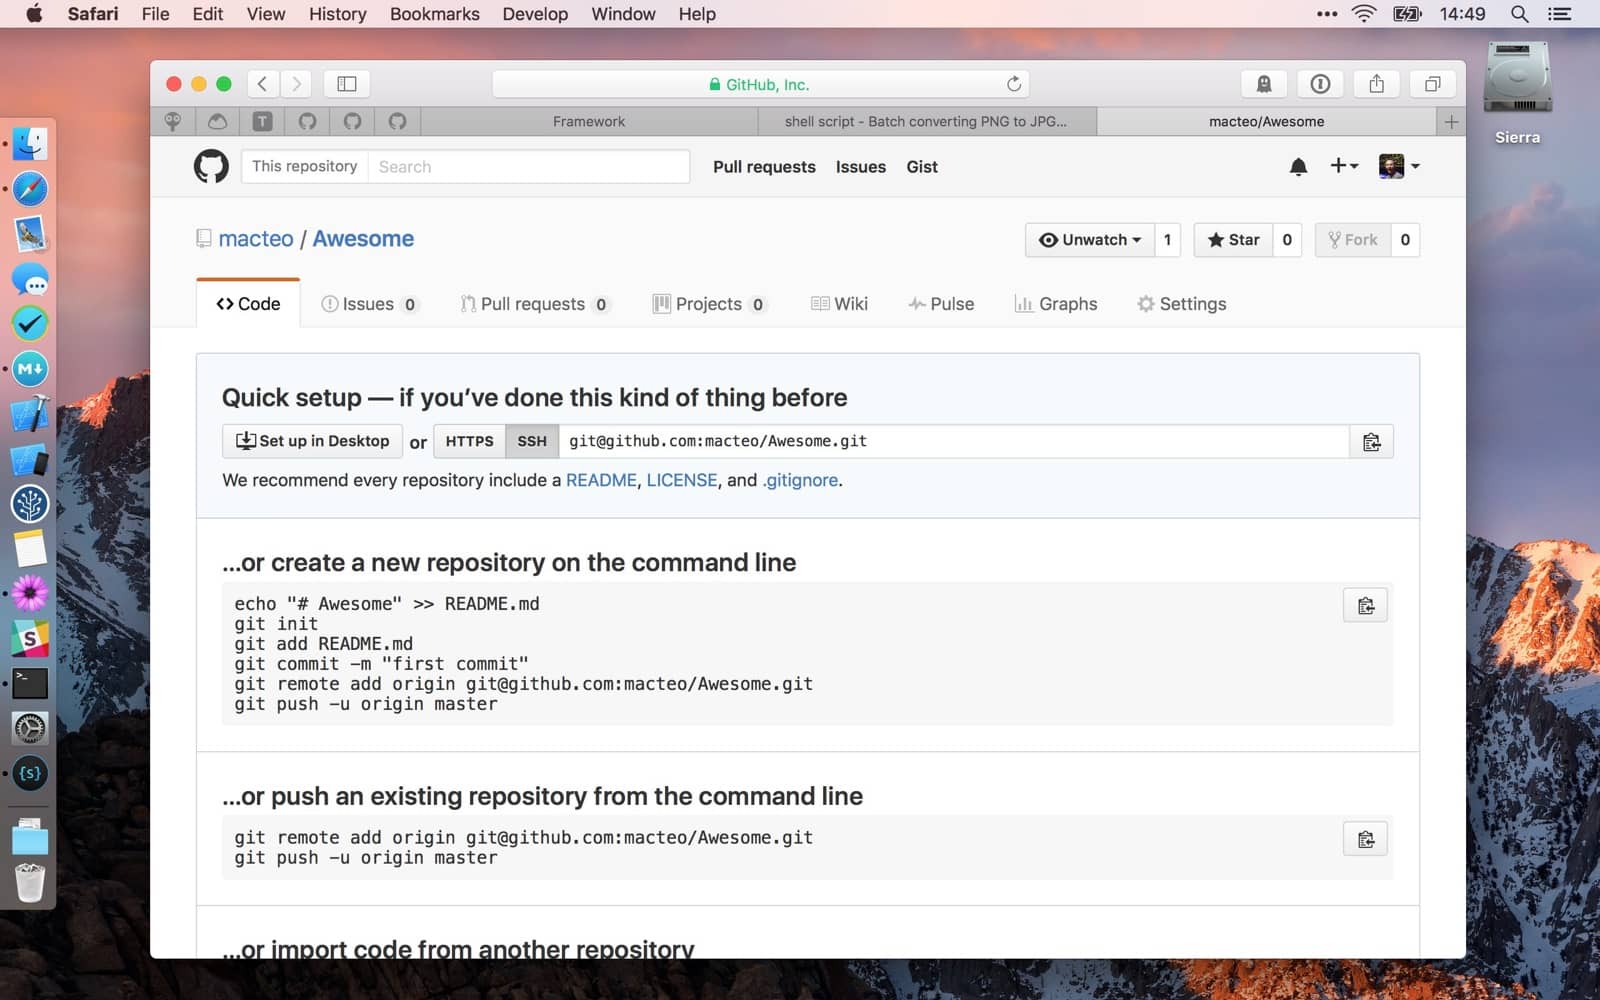 Safari File Edit View History Bookmarks Develop Window Help 14:49
GitHub, Inc.
T Framework shell script - Batch converting PNG to JPG... macteo/Awesome
Sierra
This repository Search Pull requests Issues Gist
macteo / Awesome Unwatch 1 Star 0 Fork 0
Code Issues 0 Pull requests 0 Projects 0 Wiki Pulse Graphs Settings
Quick setup — if you’ve done this kind of thing before
Set up in Desktop or HTTPS SSH git@github.com:macteo/Awesome.git
We recommend every repository include a README, LICENSE, and .gitignore.
…or create a new repository on the command line
echo "# Awesome" >> README.md
git init
git add README.md
git commit -m "first commit"
git remote add origin git@github.com:macteo/Awesome.git
git push -u origin master
…or push an existing repository from the command line
git remote add origin git@github.com:macteo/Awesome.git
git push -u origin master
…or import code from another repository
M
S
>_
{s}